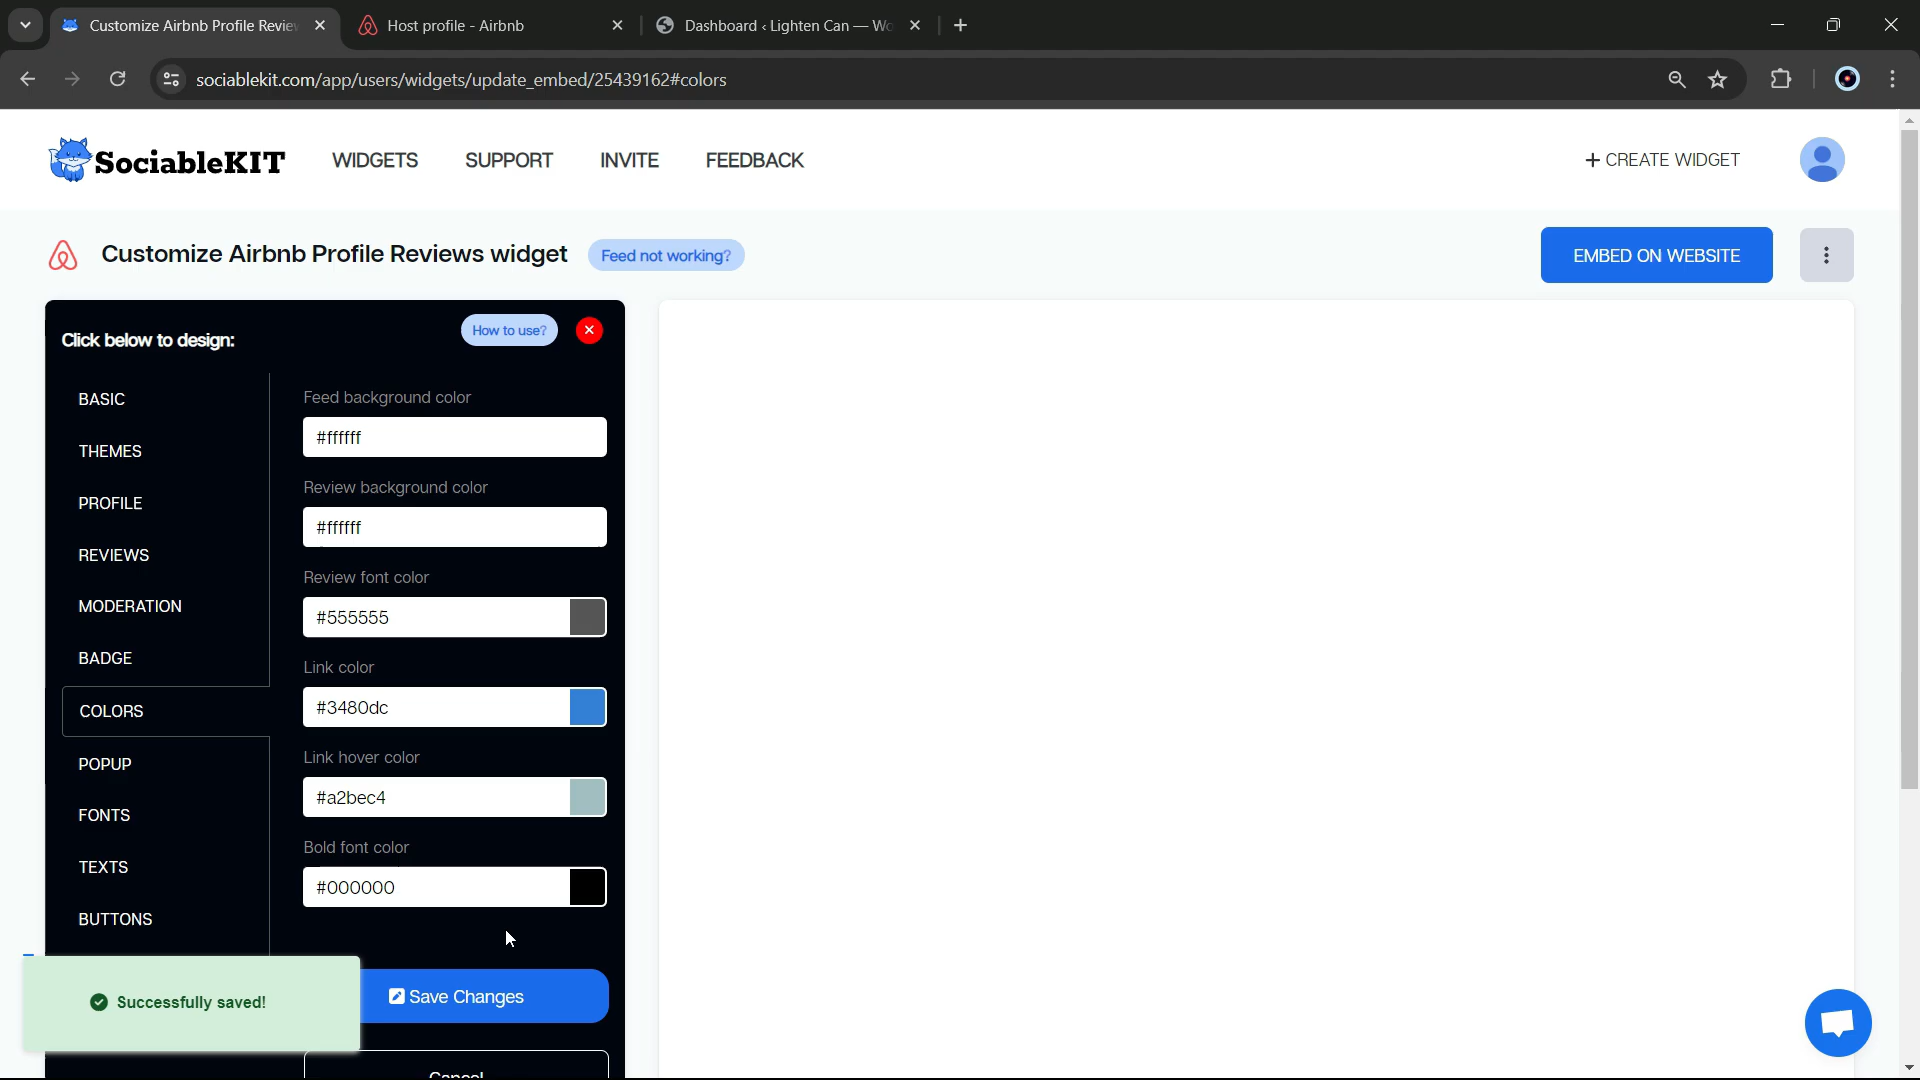 Customize Airbnb Profile Revie
Host profile - Airbnb
Dashboard ‹ Lighten Can — Wo
sociablekit.com/app/users/widgets/update_embed/25439162#colors
SociableKIT
WIDGETS
SUPPORT
INVITE
FEEDBACK
+ CREATE WIDGET
Customize Airbnb Profile Reviews widget
Feed not working?
EMBED ON WEBSITE
Click below to design:
How to use?
BASIC
THEMES
PROFILE
REVIEWS
MODERATION
BADGE
COLORS
POPUP
FONTS
TEXTS
BUTTONS
Feed background color
#ffffff
Review background color
#ffffff
Review font color
#555555
Link color
#3480dc
Link hover color
#a2bec4
Bold font color
#000000
Save Changes
Successfully saved!
Cancel